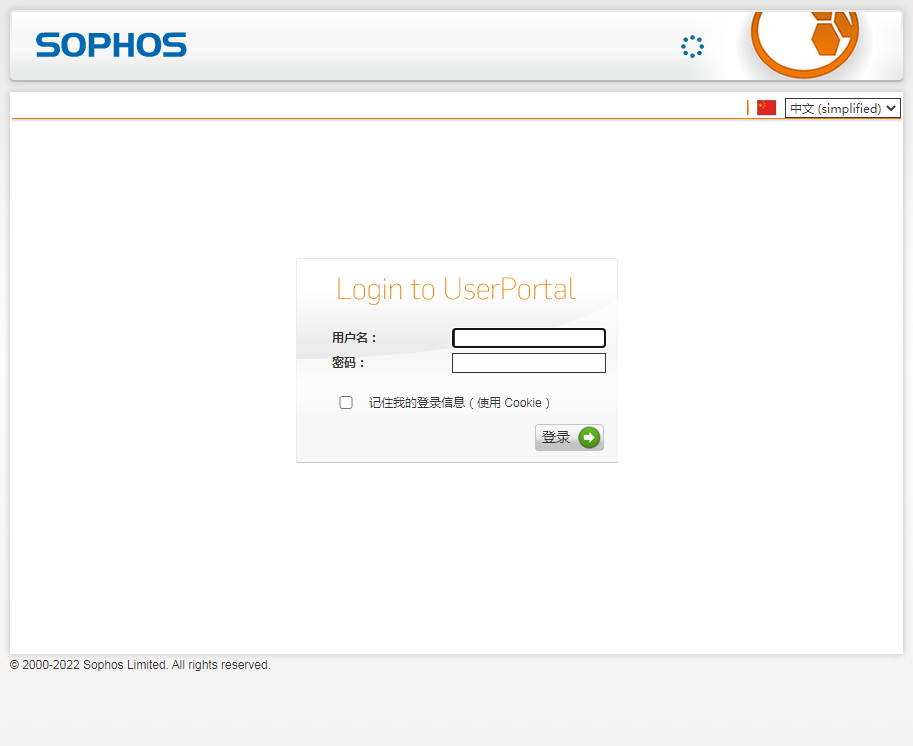 SOPHOS
中文 (simplified)
Login to UserPortal
用户名：
密码：
记住我的登录信息（使用 Cookie）
登录
© 2000-2022 Sophos Limited. All rights reserved.